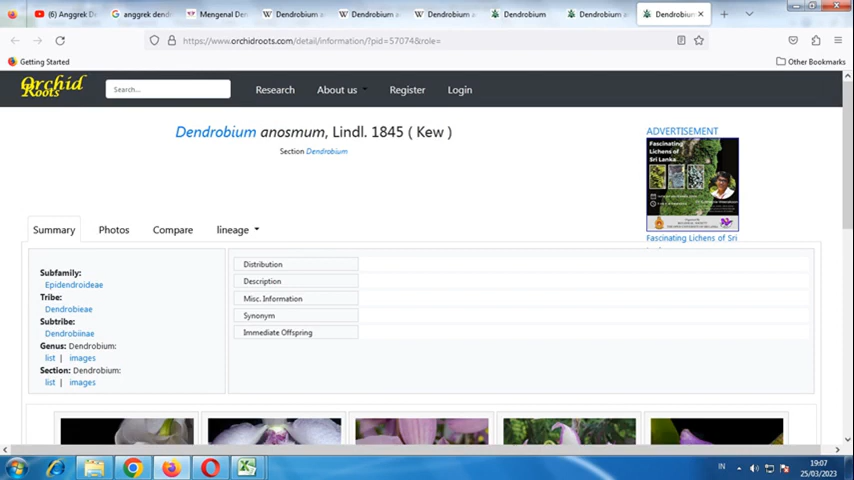 (6) Anggrek D
anggrek dend
Mengenal Den
Dendrobium a
Dendrobium a
Dendrobium a
Dendrobium
Dendrobium a
Dendrobium
https://www.orchidroots.com/detail/information/?pid=57074&role=
Getting Started
Other Bookmarks
Orchid
Roots
Search...
Research
About us
Register
Login
Dendrobium anosmum, Lindl. 1845 ( Kew )
Section Dendrobium
ADVERTISEMENT
Fascinating
Lichens of
Sri Lanka
Fascinating Lichens of Sri
Summary
Photos
Compare
lineage
Subfamily:
Epidendroideae
Tribe:
Dendrobieae
Subtribe:
Dendrobiinae
Genus: Dendrobium:
list | images
Section: Dendrobium:
list | images
Distribution
Description
Misc. Information
Synonym
Immediate Offspring
IN
19:07
25/03/2023